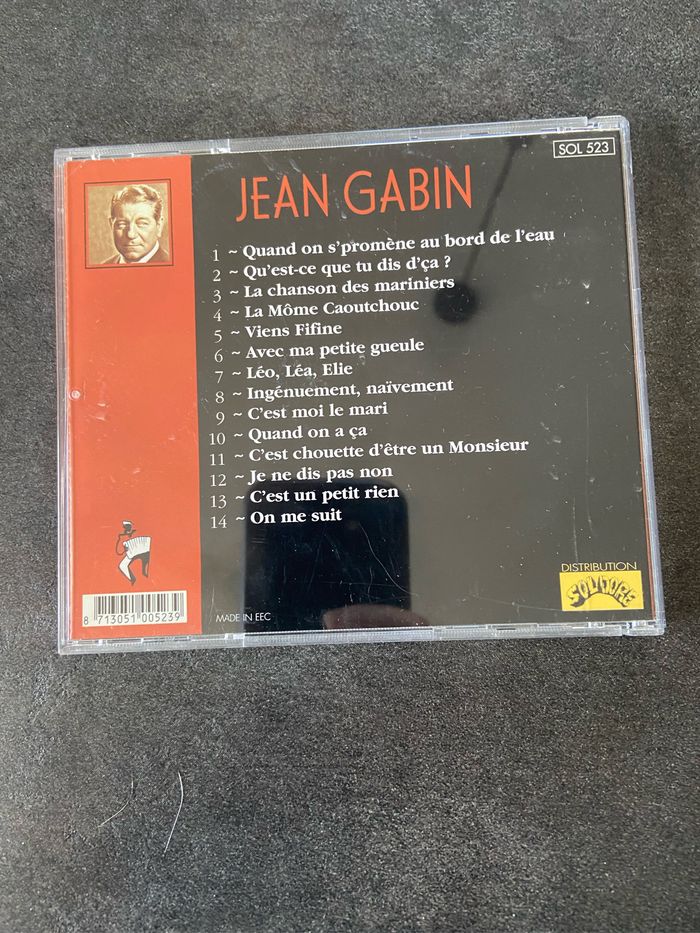 SOL 523
JEAN GABIN
1 ~ Quand on s'promène au bord de l'eau
2 ~ Qu'est-ce que tu dis d'ça ?
3 ~ La chanson des mariniers
4 ~ La Môme Caoutchouc
5 ~ Viens Fifine
6 ~ Avec ma petite gueule
7 ~ Léo, Léa, Elie
8 ~ Ingénuement, naïvement
9 ~ C'est moi le mari
10 ~ Quand on a ça
11 ~ C'est chouette d'être un Monsieur
12 ~ Je ne dis pas non
13 ~ C'est un petit rien
14 ~ On me suit
DISTRIBUTION
SOLITORE
8 713051 005239
MADE IN EEC